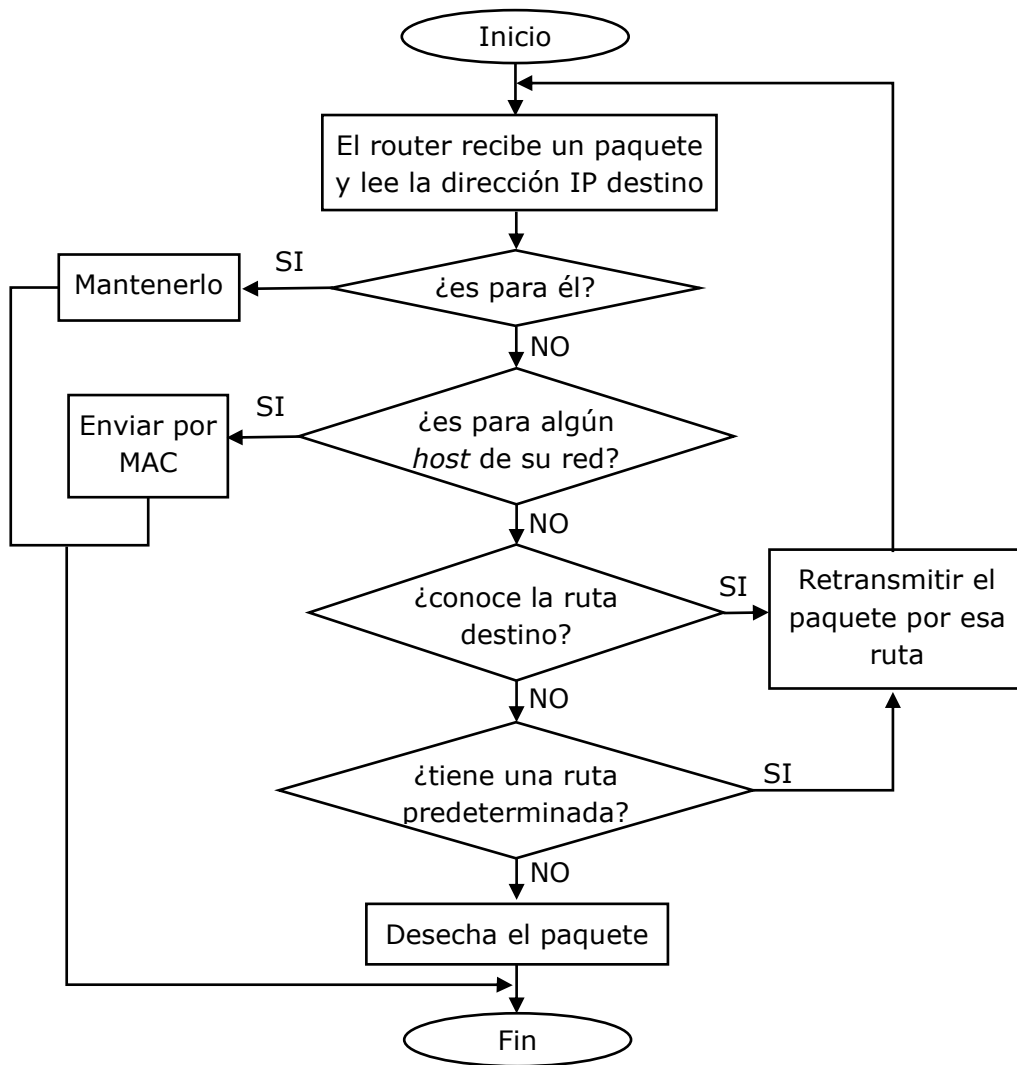 Inicio
El router recibe un paquete
y lee la dirección IP destino
SI
Mantenerlo
¿es para él?
NO
SI
Enviar por
MAC
¿es para algún
host de su red?
NO
¿conoce la ruta
destino?
SI
Retransmitir el
paquete por esa
ruta
NO
¿tiene una ruta
predeterminada?
SI
NO
Desecha el paquete
Fin